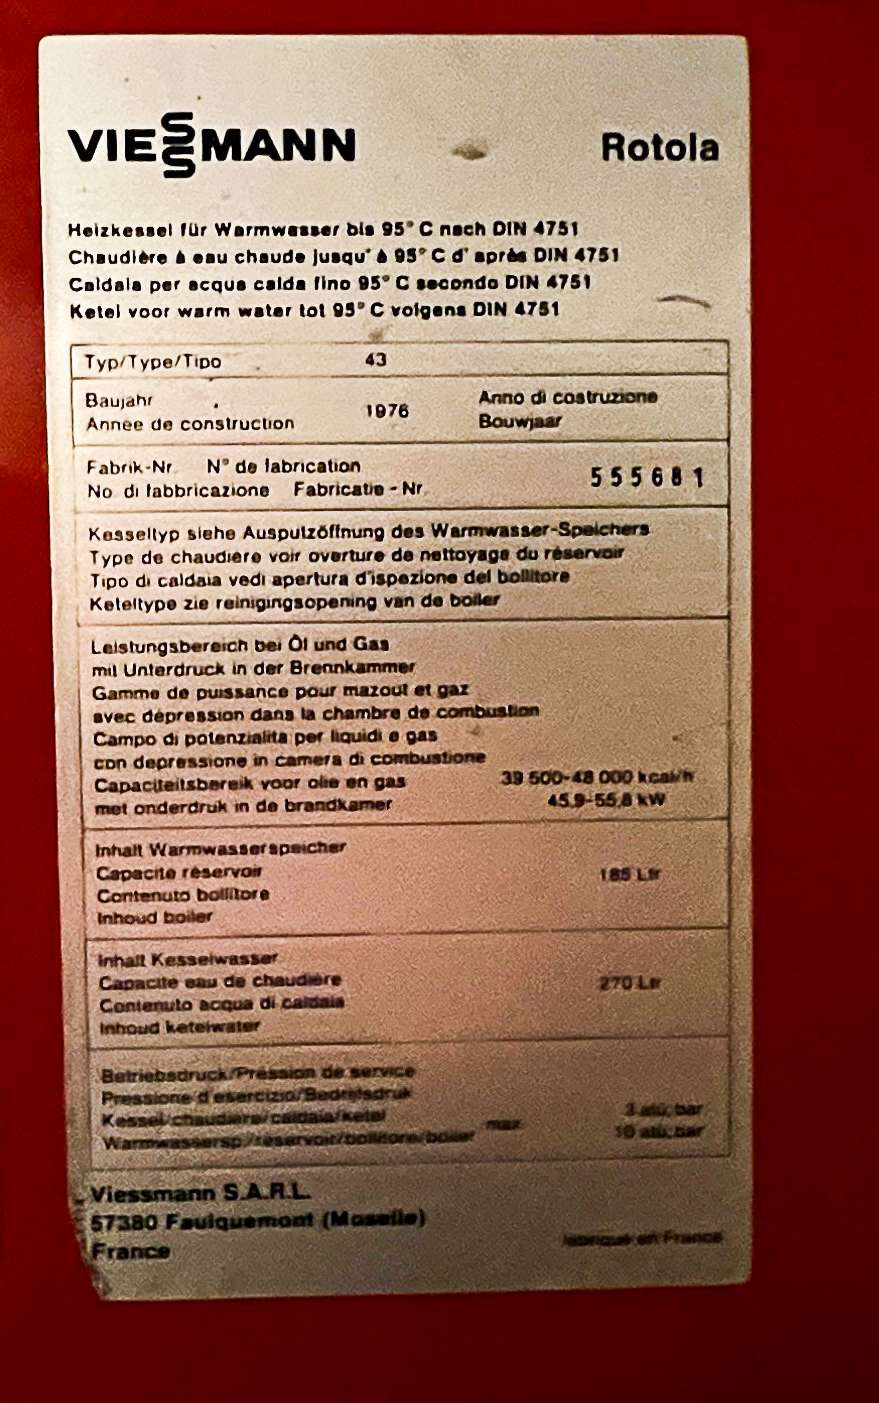 VIESSMANN Rotola
Heizkessel für Warmwasser bis 95° C nach DIN 4751
Chaudière à eau chaude jusqu' à 95° C d' après DIN 4751
Caldaia per acqua calda fino 95° C secondo DIN 4751
Ketel voor warm water tot 95° C volgens DIN 4751
Typ/Type/Tipo 43
Baujahr
Année de construction
1976
Anno di costruzione
Bouwjaar
Fabrik-Nr. N° de fabrication
No. di fabbricazione Fabricatie - Nr.
555681
Kesseltyp siehe Ausputzöffnung des Warmwasser-Speichers
Type de chaudière voir overture de nettoyage du réservoir
Tipo di caldaia vedi apertura d'ispezione del bollitore
Keteltype zie reinigingsopening van de boiler
Leistungsbereich bei Öl und Gas
mit Unterdruck in der Brennkammer
Gamme de puissance pour mazout et gaz
avec dépression dans la chambre de combustion
Campo di potenzialità per liquidi e gas
con depressione in camera di combustione
Capaciteitsbereik voor olie en gas 39 500-48 000 kcal/h
met onderdruk in de brandkamer 45,9-55,8 kW
Inhalt Warmwasserspeicher
Capacité réservoir 185 Ltr
Contenuto bollitore
Inhoud boiler
Inhalt Kesselwasser
Capacité eau de chaudière 270 Ltr
Contenuto acqua di caldaia
Inhoud ketelwater
Betriebsdruck/Pression de service
Pressione d'esercizio/Bedrijfsdruk
Kessel/chaudière/caldaia/ketel 3 atü; bar
Warmwassersp./réservoir/bollitore/boiler max 10 atü; bar
Viessmann S.A.R.L.
57380 Faulquemont (Moselle)
France fabriqué en France